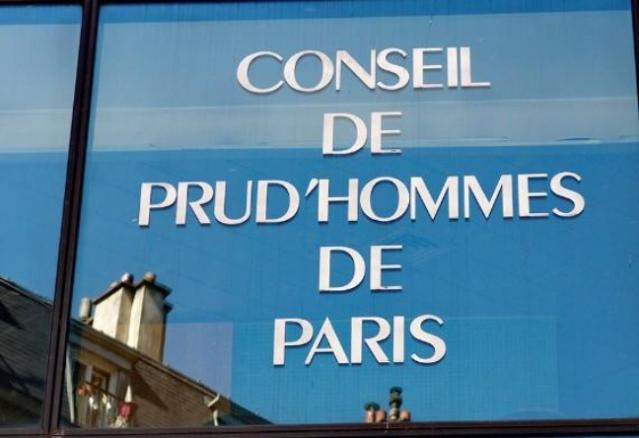 CONSEIL
DE
PRUD'HOMMES
DE
PARIS